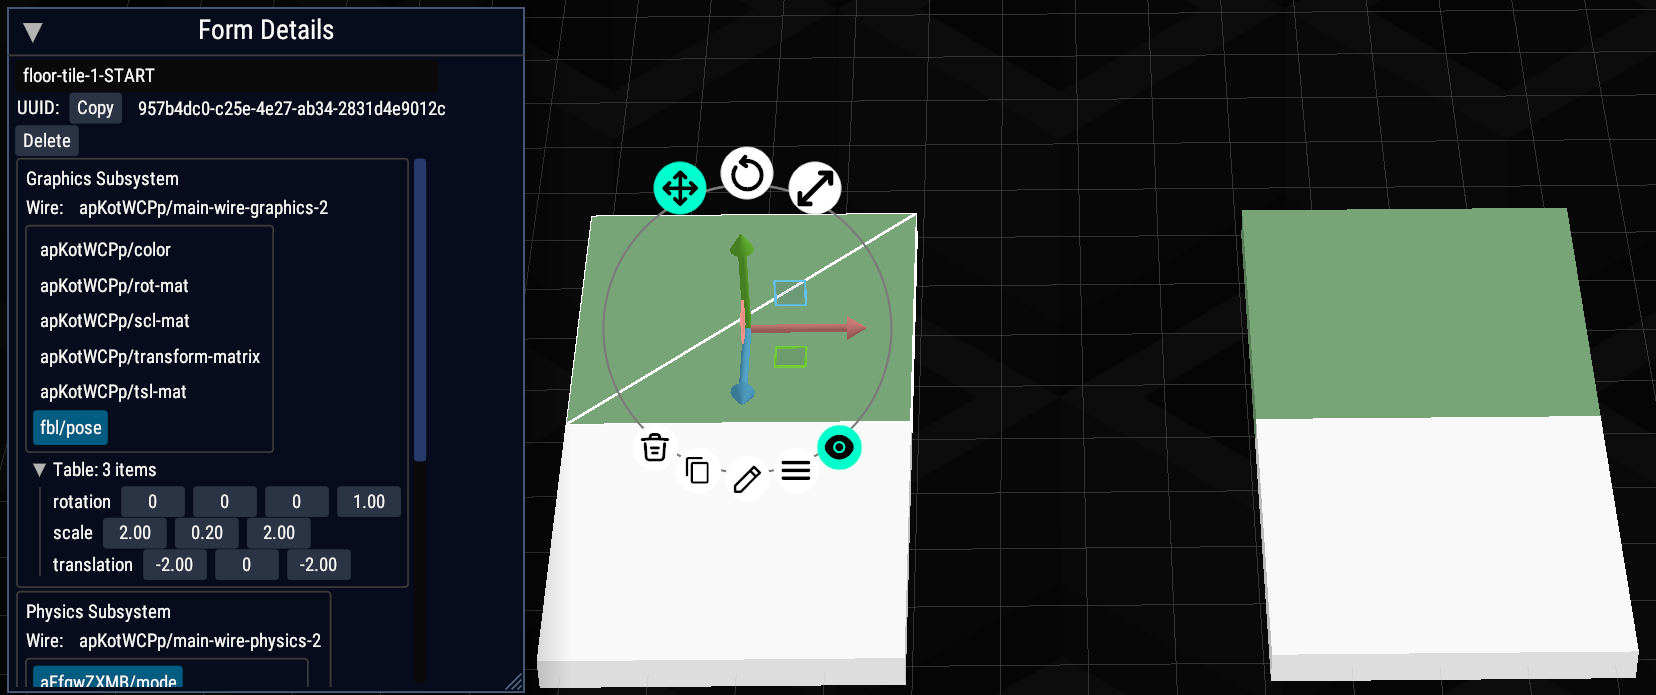 Form Details
floor-tile-1-START
UUID: Copy 957b4dc0-c25e-4e27-ab34-2831d4e9012c
Delete
Graphics Subsystem
Wire: apKotWCPp/main-wire-graphics-2
apKotWCPp/color
apKotWCPp/rot-mat
apKotWCPp/scl-mat
apKotWCPp/transform-matrix
apKotWCPp/tsl-mat
fbl/pose
Table: 3 items
rotation 0 0 0 1.00
scale 2.00 0.20 2.00
translation -2.00 0 -2.00
Physics Subsystem
Wire: apKotWCPp/main-wire-physics-2
aFfqwZXMB/mode